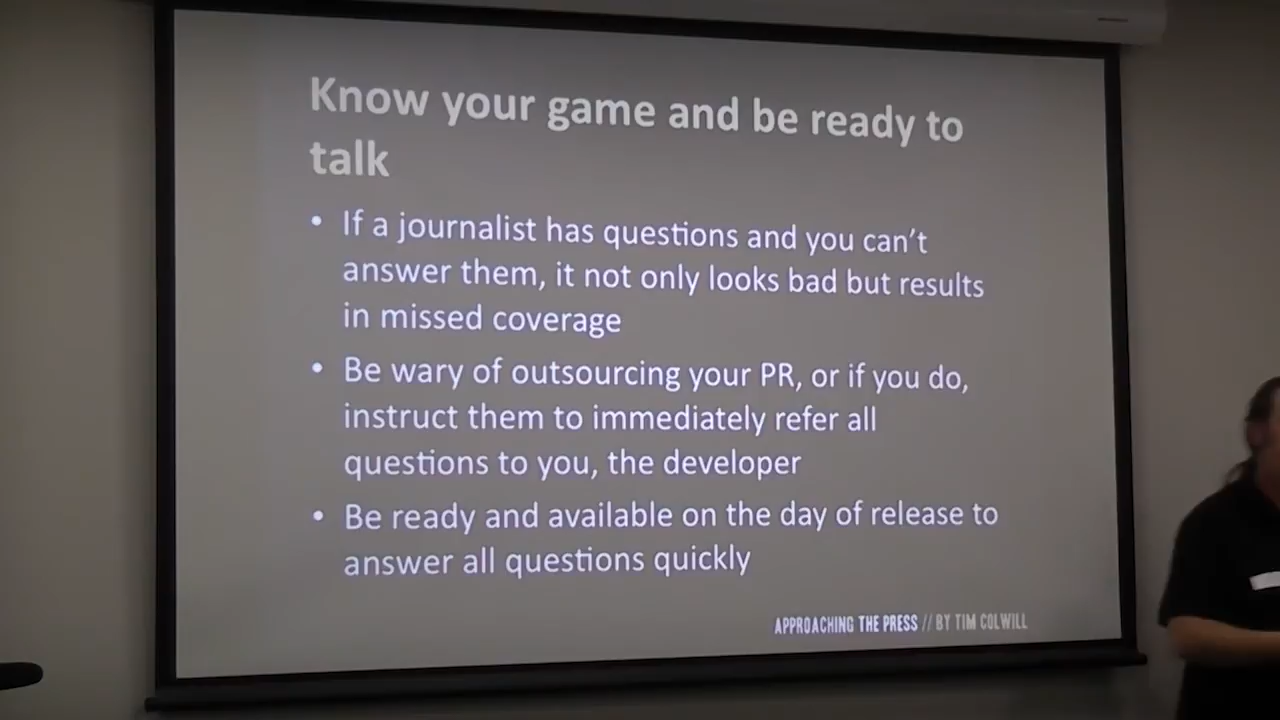 Know your game and be ready to
talk
• If a journalist has questions and you can’t
answer them, it not only looks bad but results
in missed coverage
• Be wary of outsourcing your PR, or if you do,
instruct them to immediately refer all
questions to you, the developer
• Be ready and available on the day of release to
answer all questions quickly
APPROACHING THE PRESS // BY TIM COLWILL